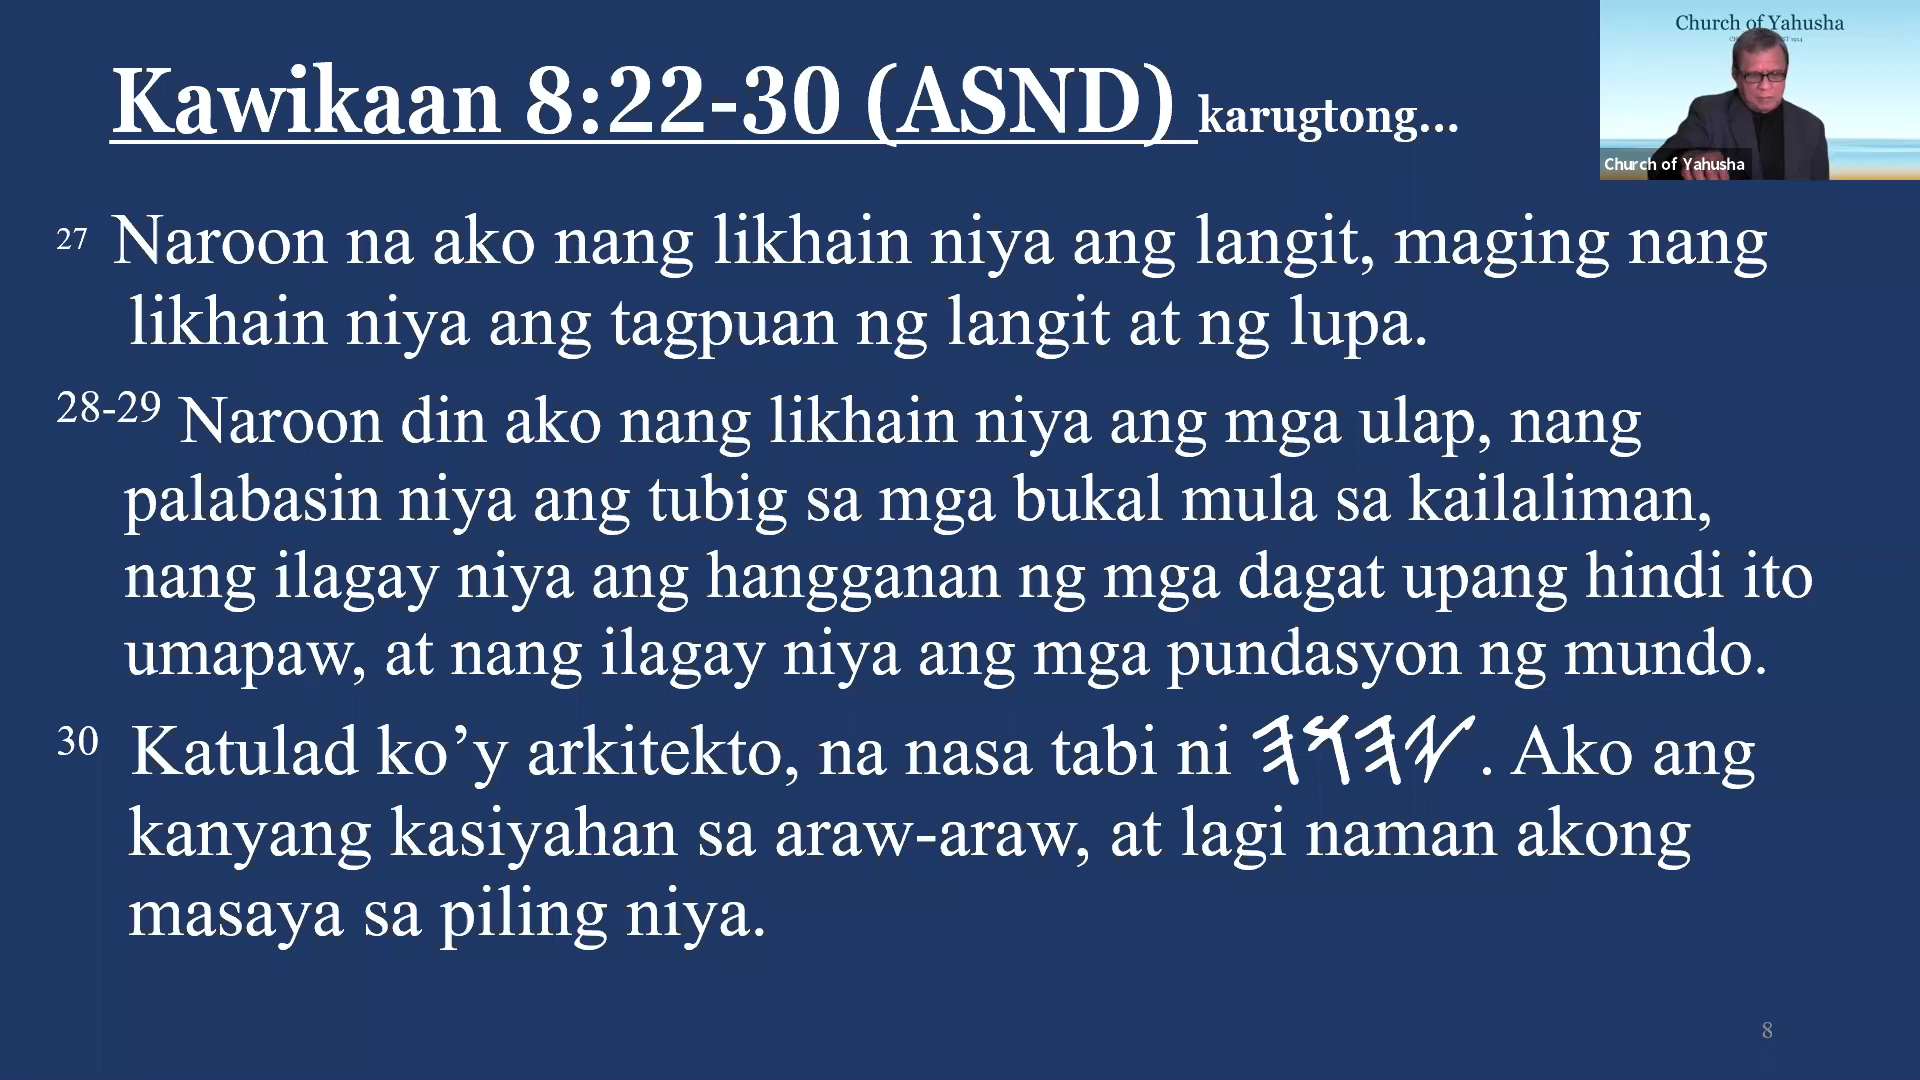 Church of Yahusha
Kawikaan 8:22-30 (ASND) karugtong...
Church of Yahusha
27 Naroon na ako nang likhain niya ang langit, maging nang
likhain niya ang tagpuan ng langit at ng lupa.
28-29 Naroon din ako nang likhain niya ang mga ulap, nang
palabasin niya ang tubig sa mga bukal mula sa kailaliman,
nang ilagay niya ang hangganan ng mga dagat upang hindi ito
umapaw, at nang ilagay niya ang mga pundasyon ng mundo.
30 Katulad ko’y arkitekto, na nasa tabi ni 𐤉𐤄𐤅𐤄 . Ako ang
kanyang kasiyahan sa araw-araw, at lagi naman akong
masaya sa piling niya.
8